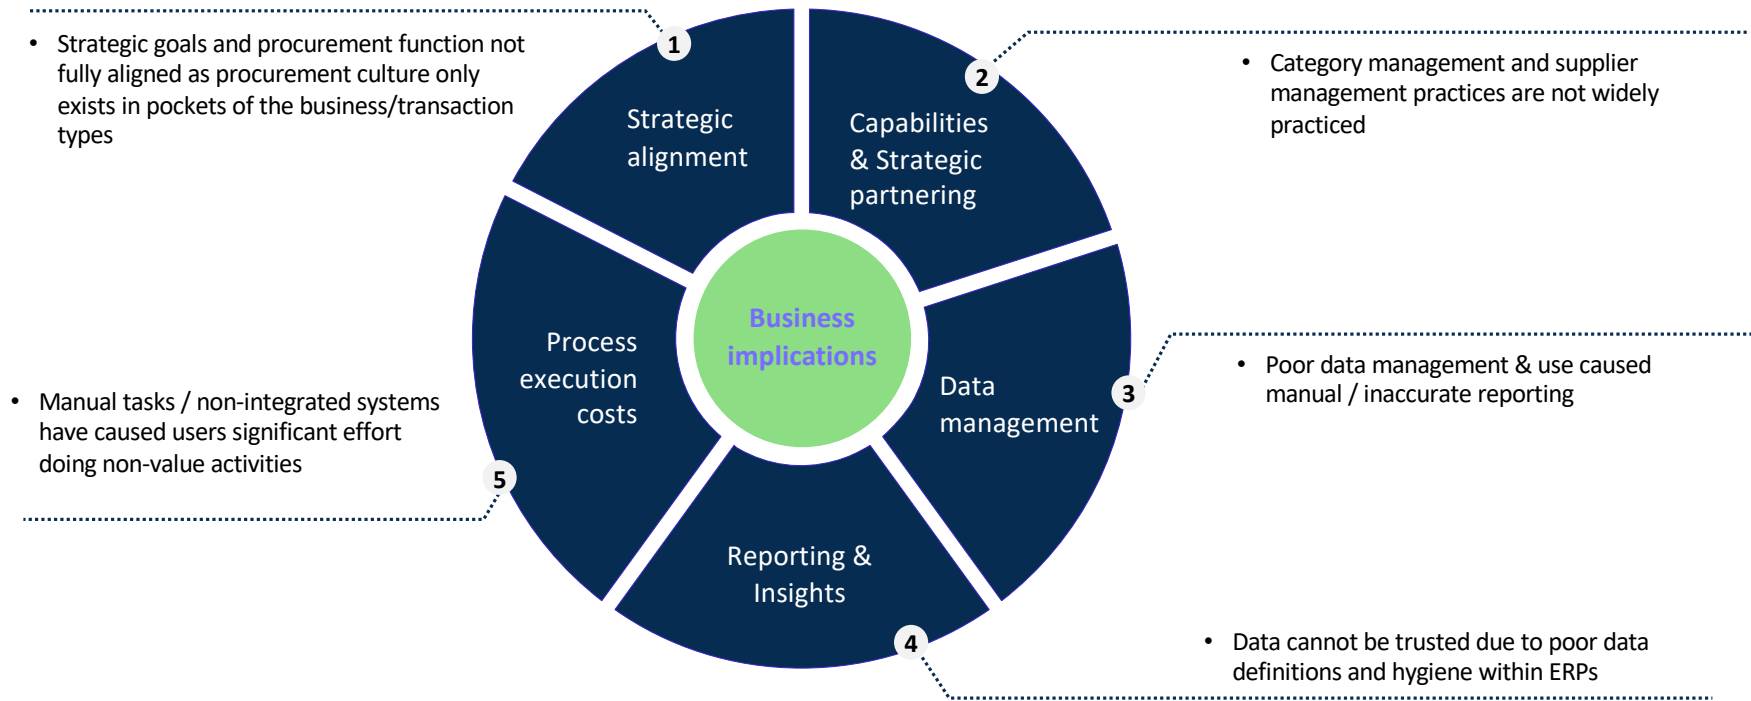 1
• Strategic goals and procurement function not
fully aligned as procurement culture only
exists in pockets of the business/transaction
types
Strategic
alignment
2
• Category management and supplier
management practices are not widely
practiced
Capabilities
& Strategic
partnering
Business
implications
3
• Poor data management & use caused
manual / inaccurate reporting
Data
management
4
• Data cannot be trusted due to poor data
definitions and hygiene within ERPs
Reporting &
Insights
5
• Manual tasks / non-integrated systems
have caused users significant effort
doing non-value activities
Process
execution
costs